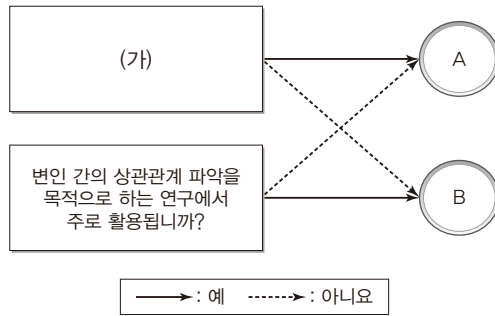 (가)
A
변인 간의 상관관계 파악을
목적으로 하는 연구에서
주로 활용됩니까?
B
: 예
: 아니요